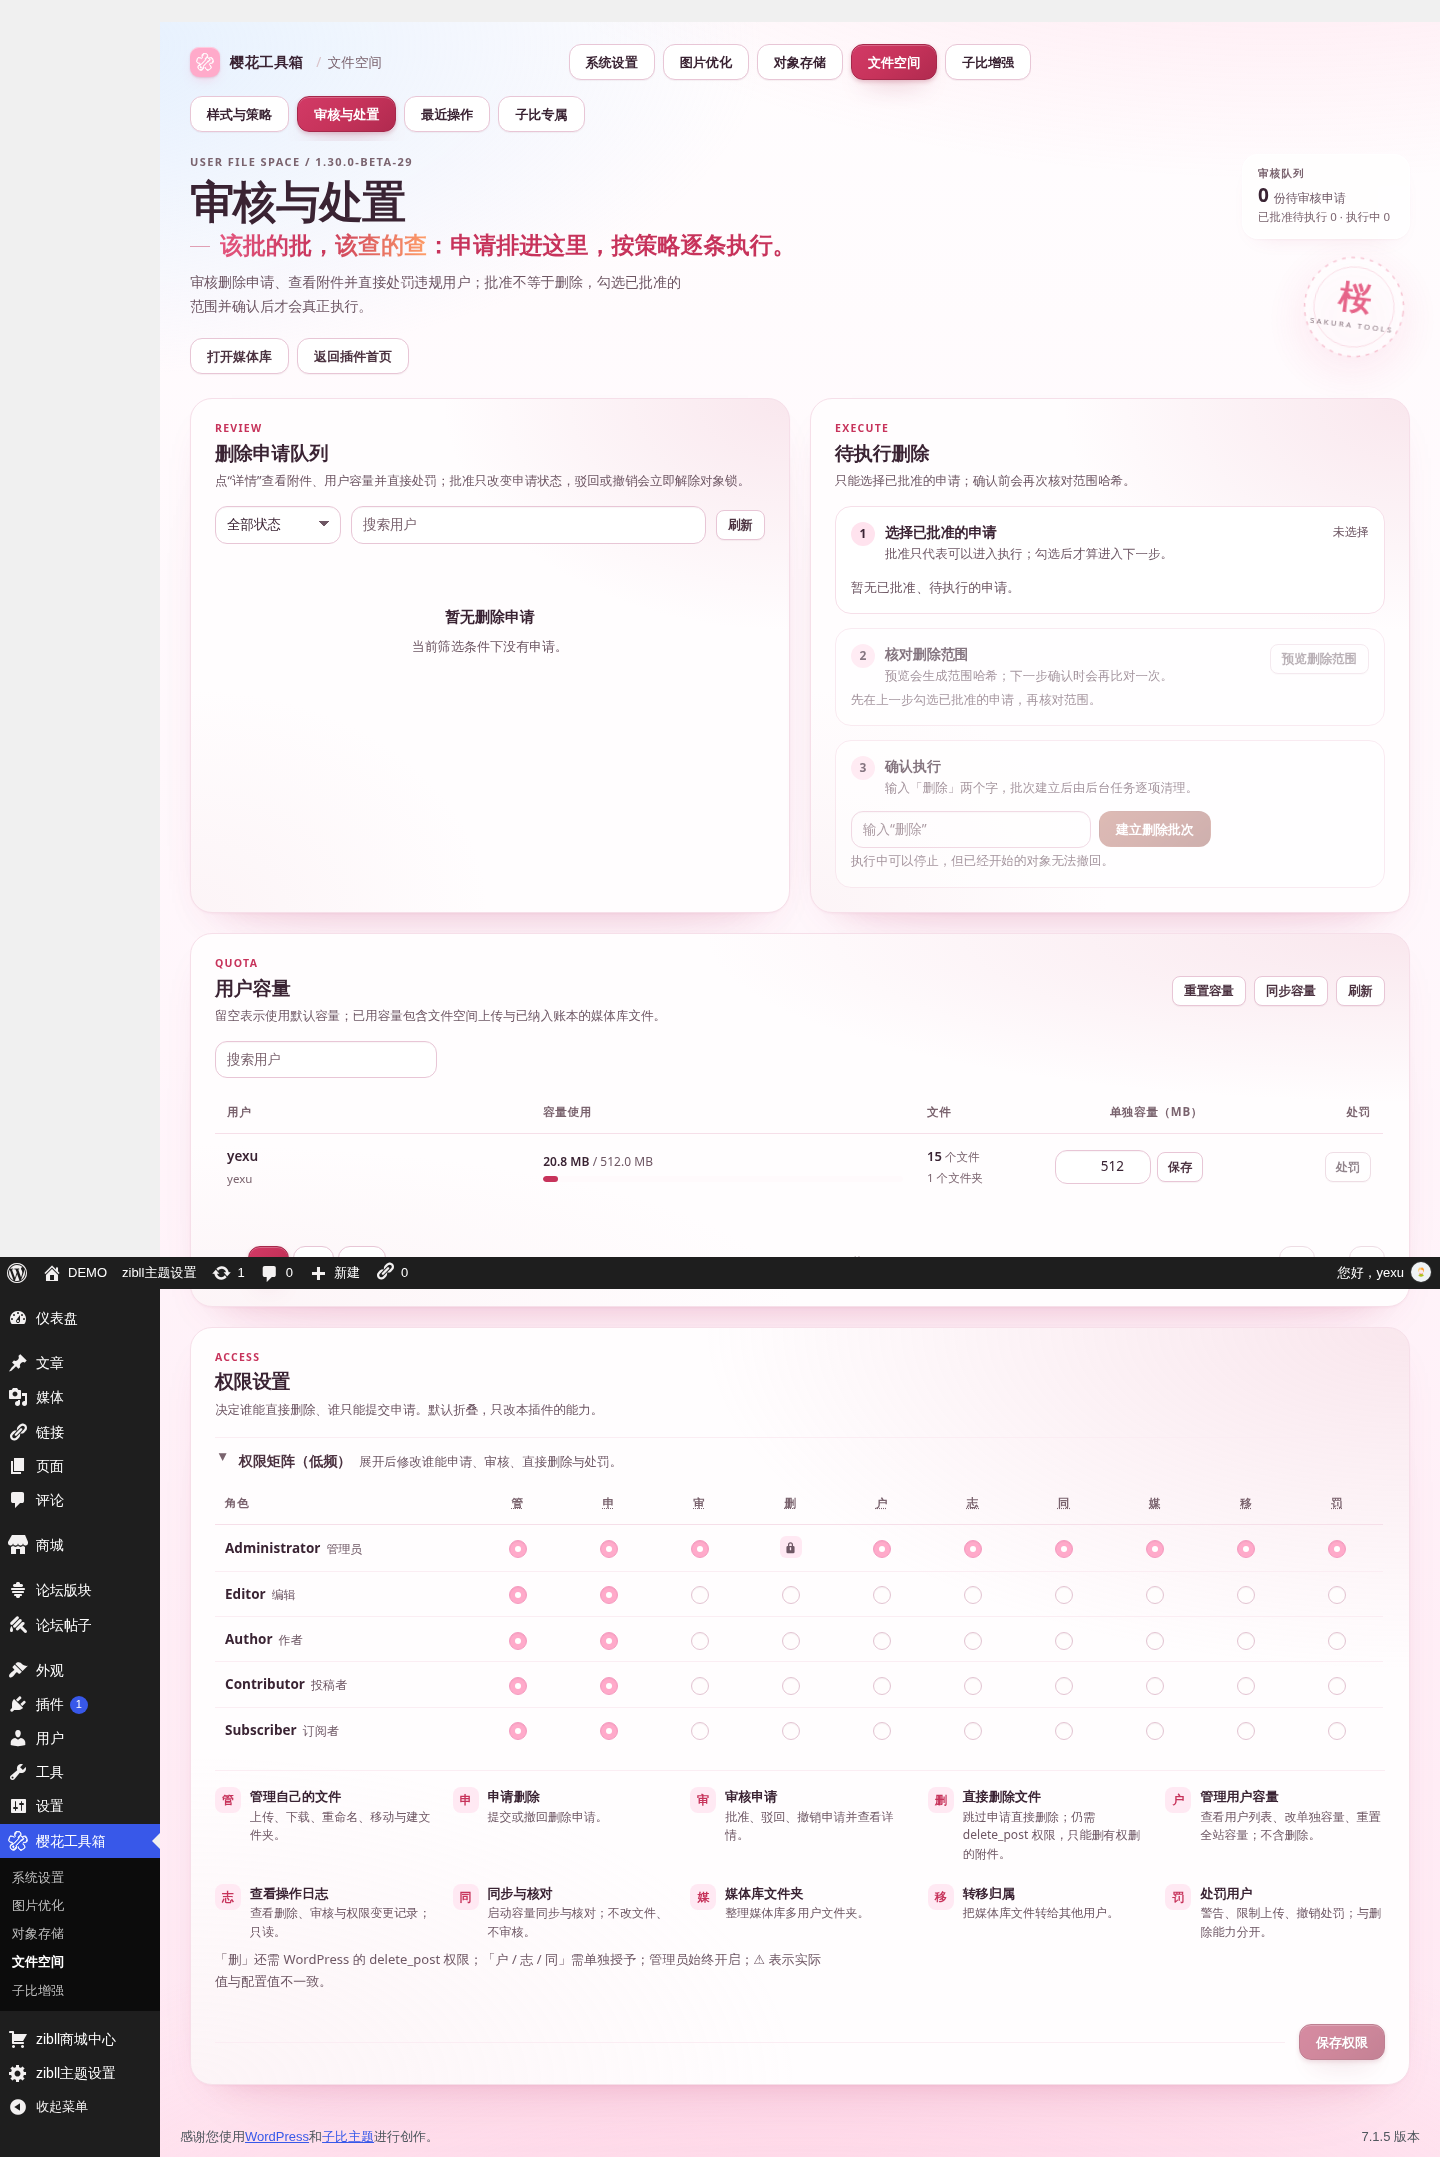 樱花工具箱 / 文件空间
系统设置 图片优化 对象存储 文件空间 子比增强
样式与策略 审核与处置 最近操作 子比专属
USER FILE SPACE / 1.30.0-BETA-29
审核与处置
— 该批的批，该查的查：申请排进这里，按策略逐条执行。
审核删除申请、查看附件并直接处罚违规用户；批准不等于删除，勾选已批准的
范围并确认后才会真正执行。
打开媒体库 返回插件首页
审核队列
0 份待审核申请
已批准待执行 0 · 执行中 0
桜
SAKURA TOOLS
REVIEW
删除申请队列
点“详情”查看附件、用户容量并直接处罚；批准只改变申请状态，驳回或撤销会立即解除对象锁。
全部状态 搜索用户 刷新
暂无删除申请
当前筛选条件下没有申请。
EXECUTE
待执行删除
只能选择已批准的申请；确认前会再次核对范围哈希。
1 选择已批准的申请 未选择
批准只代表可以进入执行；勾选后才算进入下一步。
暂无已批准、待执行的申请。
2 核对删除范围 预览删除范围
预览会生成范围哈希；下一步确认时会再比对一次。
先在上一步勾选已批准的申请，再核对范围。
3 确认执行
输入「删除」两个字，批次建立后由后台任务逐项清理。
输入“删除” 建立删除批次
执行中可以停止，但已经开始的对象无法撤回。
QUOTA
用户容量
留空表示使用默认容量；已用容量包含文件空间上传与已纳入账本的媒体库文件。
重置容量 同步容量 刷新
搜索用户
用户 容量使用 文件 单独容量（MB） 处罚
yexu 20.8 MB / 512.0 MB 15 个文件 512 保存 处罚
yexu 1 个文件夹
DEMO zibll主题设置 1 0 新建 0 您好，yexu
仪表盘
文章
媒体
链接
页面
评论
商城
论坛版块
论坛帖子
外观
插件 1
用户
工具
设置
樱花工具箱
系统设置
图片优化
对象存储
文件空间
子比增强
zibll商城中心
zibll主题设置
收起菜单
ACCESS
权限设置
决定谁能直接删除、谁只能提交申请。默认折叠，只改本插件的能力。
▼ 权限矩阵（低频） 展开后修改谁能申请、审核、直接删除与处罚。
角色 管 申 审 删 户 志 同 媒 移 罚
Administrator 管理员
Editor 编辑
Author 作者
Contributor 投稿者
Subscriber 订阅者
管 管理自己的文件
上传、下载、重命名、移动与建文
件夹。
申 申请删除
提交或撤回删除申请。
审 审核申请
批准、驳回、撤销申请并查看详
情。
删 直接删除文件
跳过申请直接删除；仍需
delete_post 权限，只能删有权删
的附件。
户 管理用户容量
查看用户列表、改单独容量、重置
全站容量；不含删除。
志 查看操作日志
查看删除、审核与权限变更记录；
只读。
同 同步与核对
启动容量同步与核对；不改文件、
不审核。
媒 媒体库文件夹
整理媒体库多用户文件夹。
移 转移归属
把媒体库文件转给其他用户。
罚 处罚用户
警告、限制上传、撤销处罚；与删
除能力分开。
「删」还需 WordPress 的 delete_post 权限；「户 / 志 / 同」需单独授予；管理员始终开启；⚠ 表示实际
值与配置值不一致。
保存权限
感谢您使用WordPress和子比主题进行创作。
7.1.5 版本